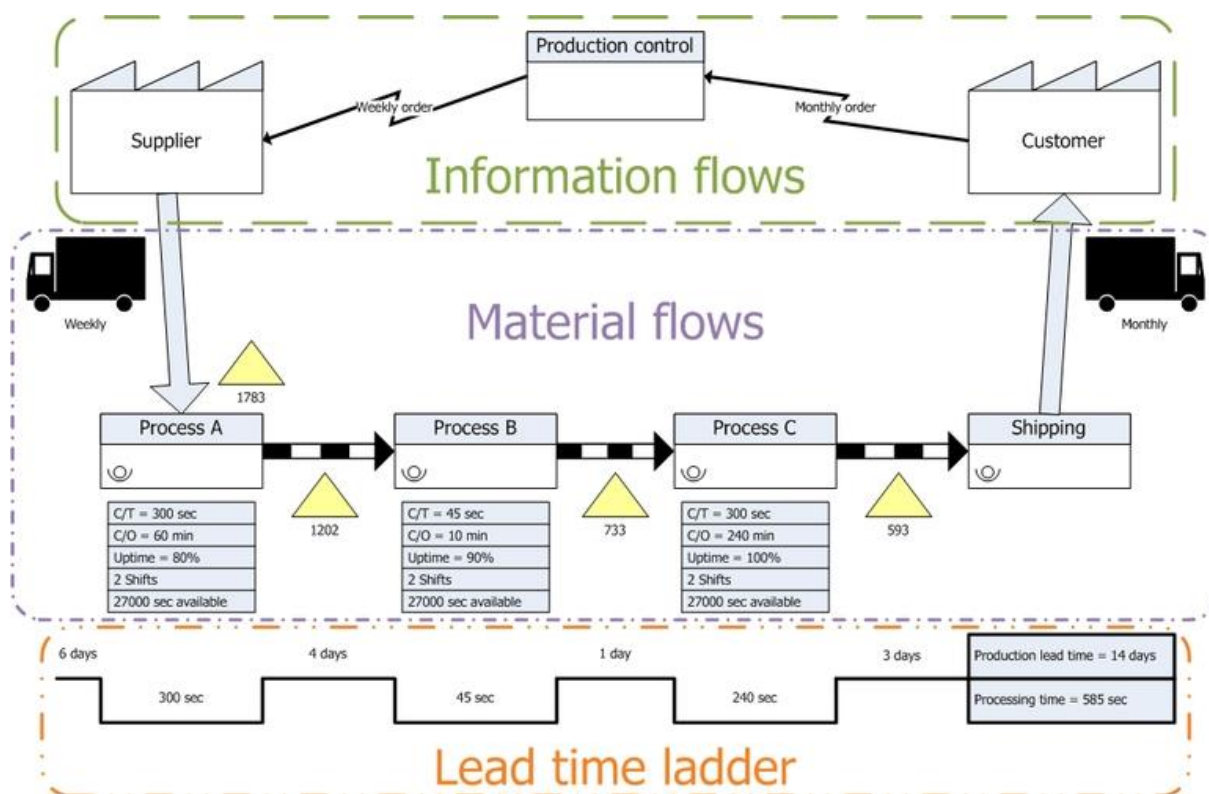 Production control
Weekly order
Monthly order
Supplier
Customer
Information flows
Weekly
Material flows
Monthly
1783
Process A
Process B
Process C
Shipping
1202
733
593
C/T = 300 sec
C/O = 60 min
Uptime = 80%
2 Shifts
27000 sec available
C/T = 45 sec
C/O = 10 min
Uptime = 90%
2 Shifts
27000 sec available
C/T = 300 sec
C/O = 240 min
Uptime = 100%
2 Shifts
27000 sec available
6 days
4 days
1 day
3 days
Production lead time = 14 days
300 sec
45 sec
240 sec
Processing time = 585 sec
Lead time ladder